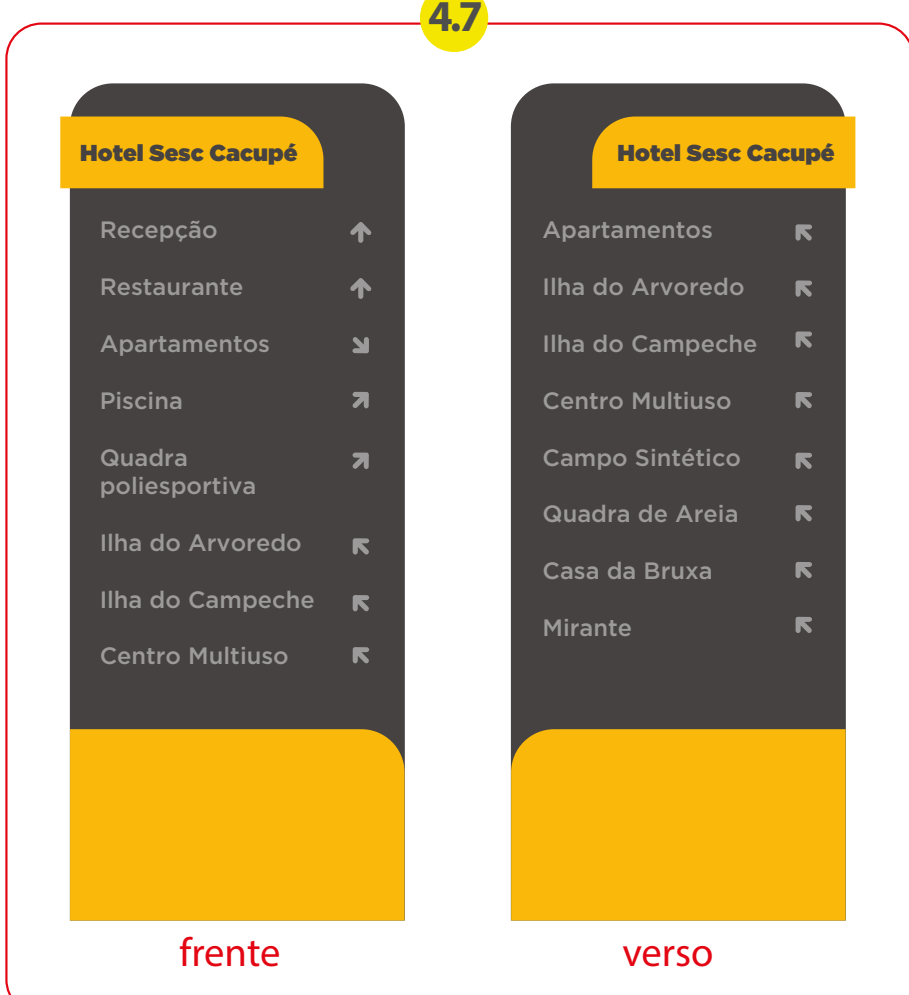 4.7
Hotel Sesc Cacupé
Recepção
Restaurante
Apartamentos
Piscina
Quadra
poliesportiva
Ilha do Arvoredo
Ilha do Campeche
Centro Multiuso
frente
Hotel Sesc Cacupé
Apartamentos
Ilha do Arvoredo
Ilha do Campeche
Centro Multiuso
Campo Sintético
Quadra de Areia
Casa da Bruxa
Mirante
verso